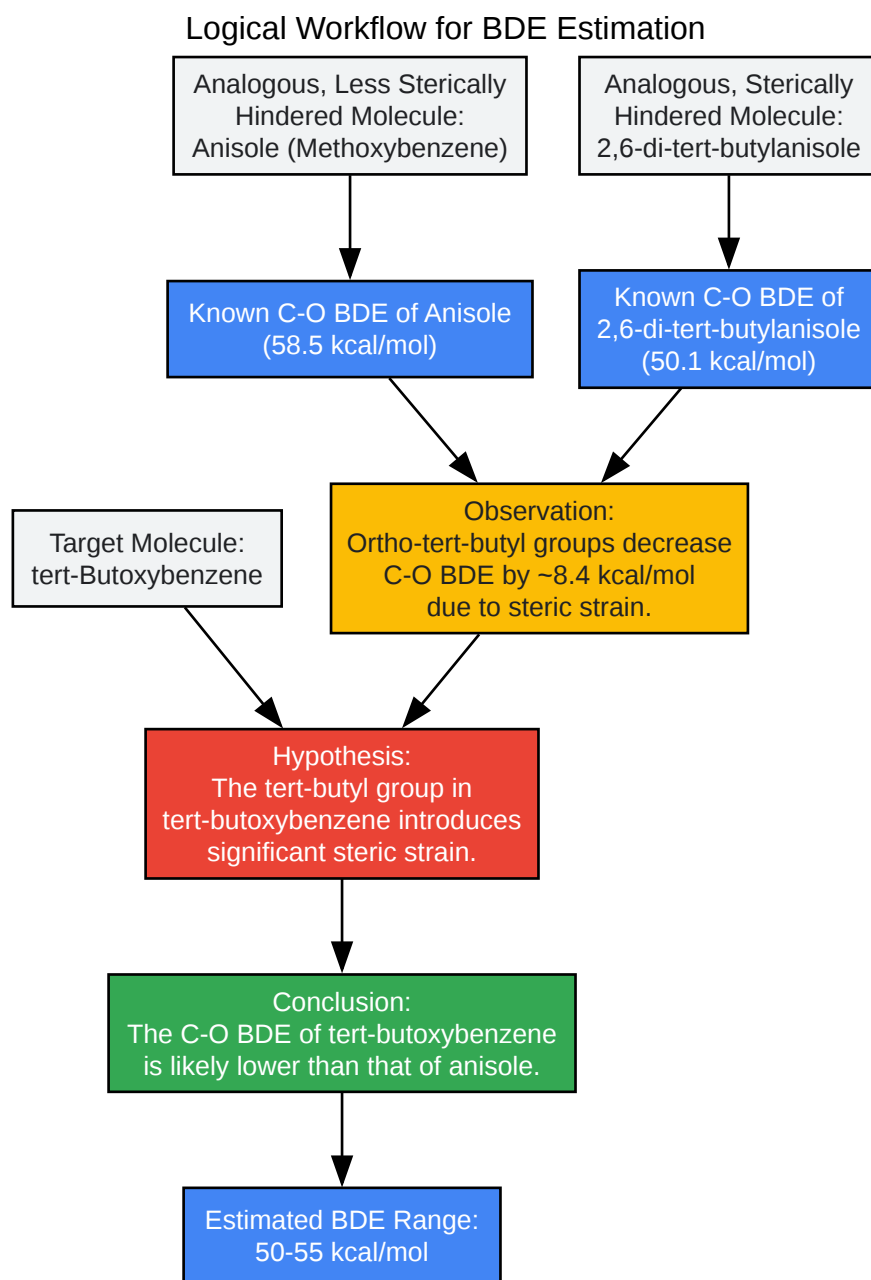 Logical Workflow for BDE Estimation
Analogous, Less Sterically
Hindered Molecule:
Anisole (Methoxybenzene)
Analogous, Sterically
Hindered Molecule:
2,6-di-tert-butylanisole
Known C-O BDE of Anisole
(58.5 kcal/mol)
Known C-O BDE of
2,6-di-tert-butylanisole
(50.1 kcal/mol)
Target Molecule:
tert-Butoxybenzene
Observation:
Ortho-tert-butyl groups decrease
C-O BDE by ~8.4 kcal/mol
due to steric strain.
Hypothesis:
The tert-butyl group in
tert-butoxybenzene introduces
significant steric strain.
Conclusion:
The C-O BDE of tert-butoxybenzene
is likely lower than that of anisole.
Estimated BDE Range:
50-55 kcal/mol